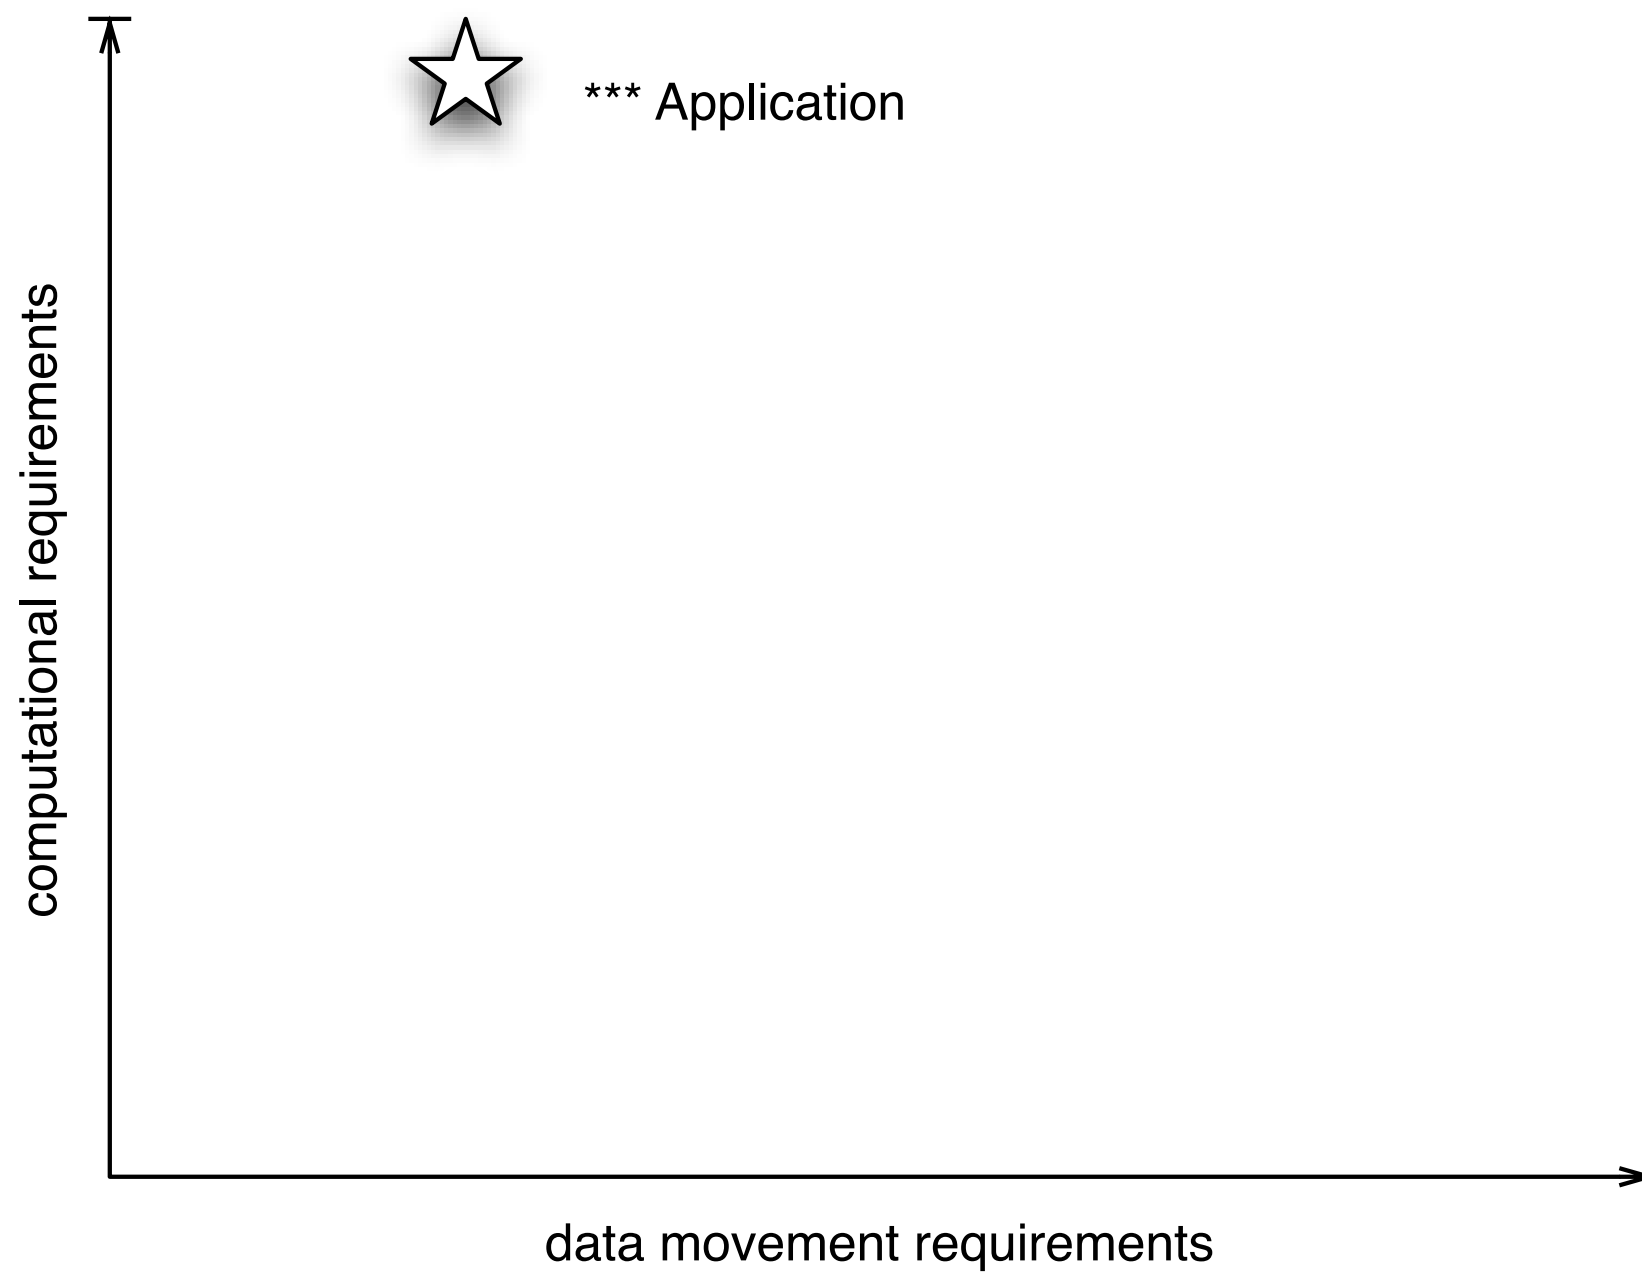 *** Application
computational requirements
data movement requirements